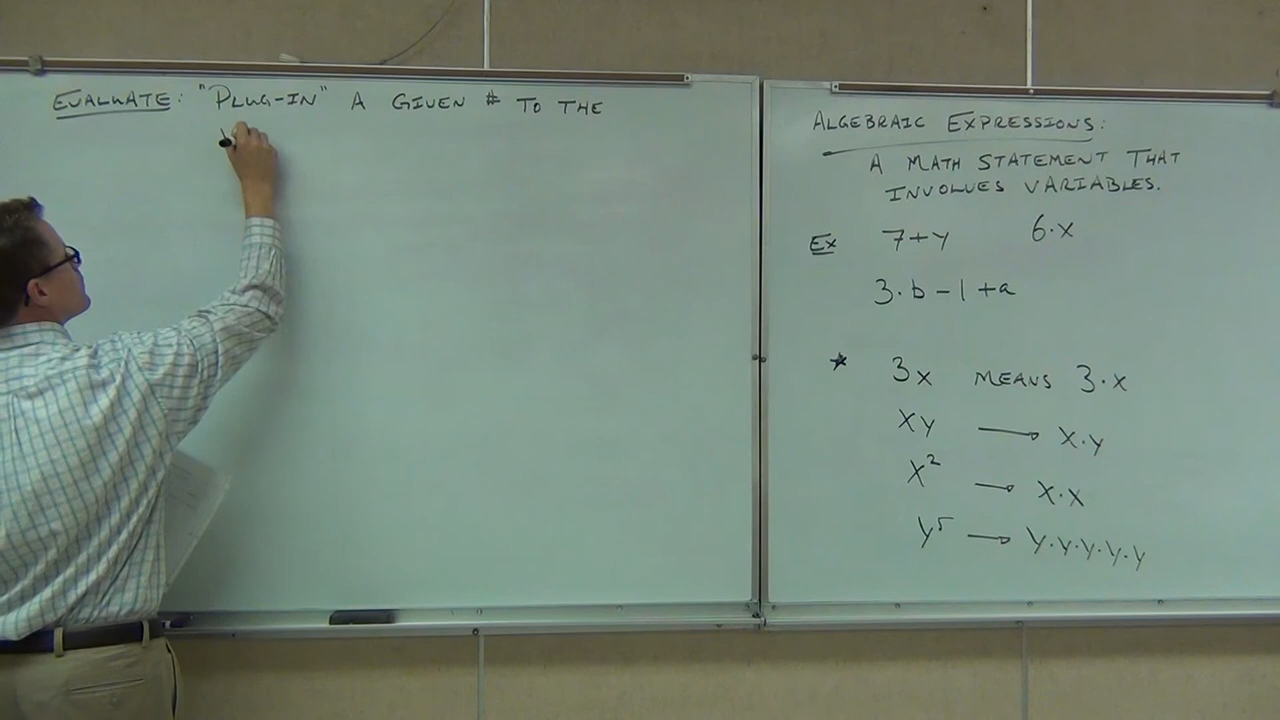 EVALUATE: "PLUG-IN" A GIVEN # TO THE
ALGEBRAIC EXPRESSIONS:
A MATH STATEMENT THAT
INVOLVES VARIABLES.
Ex 7+y 6·x
3·b-1+a
* 3x MEANS 3·x
xy → x·y
x² → x·x
y⁵ → y·y·y·y·y